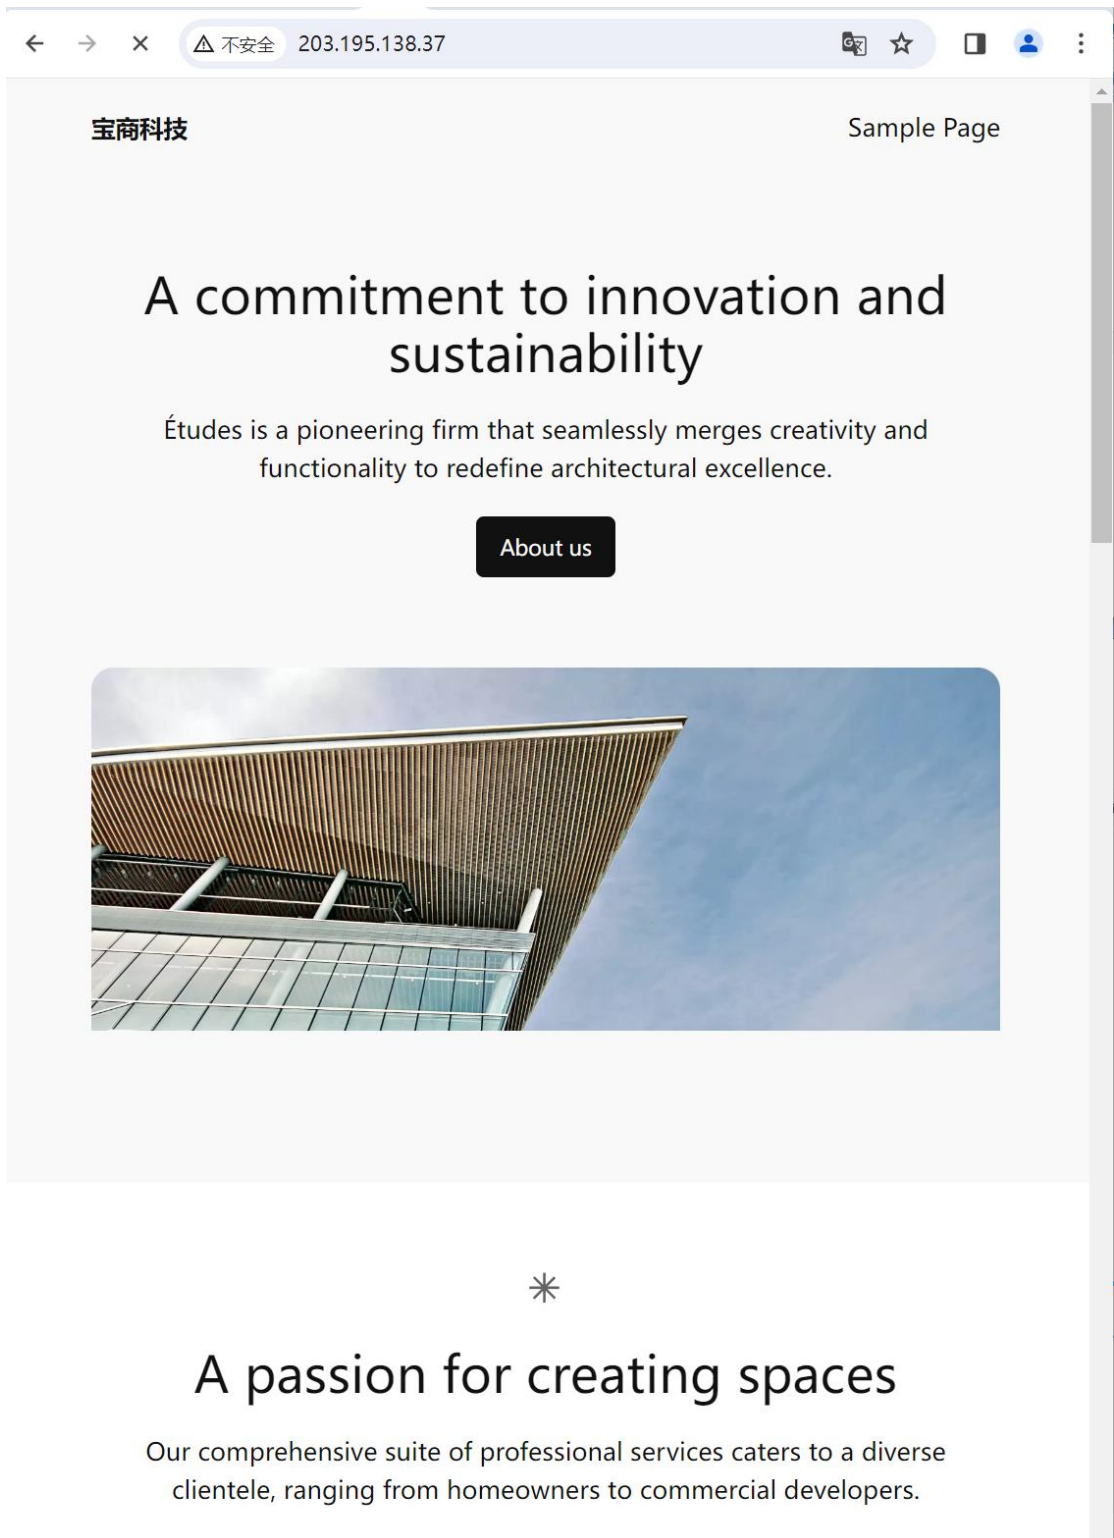 不安全 203.195.138.37
宝商科技 Sample Page
A commitment to innovation and
sustainability
Études is a pioneering firm that seamlessly merges creativity and
functionality to redefine architectural excellence.
About us
A passion for creating spaces
Our comprehensive suite of professional services caters to a diverse
clientele, ranging from homeowners to commercial developers.